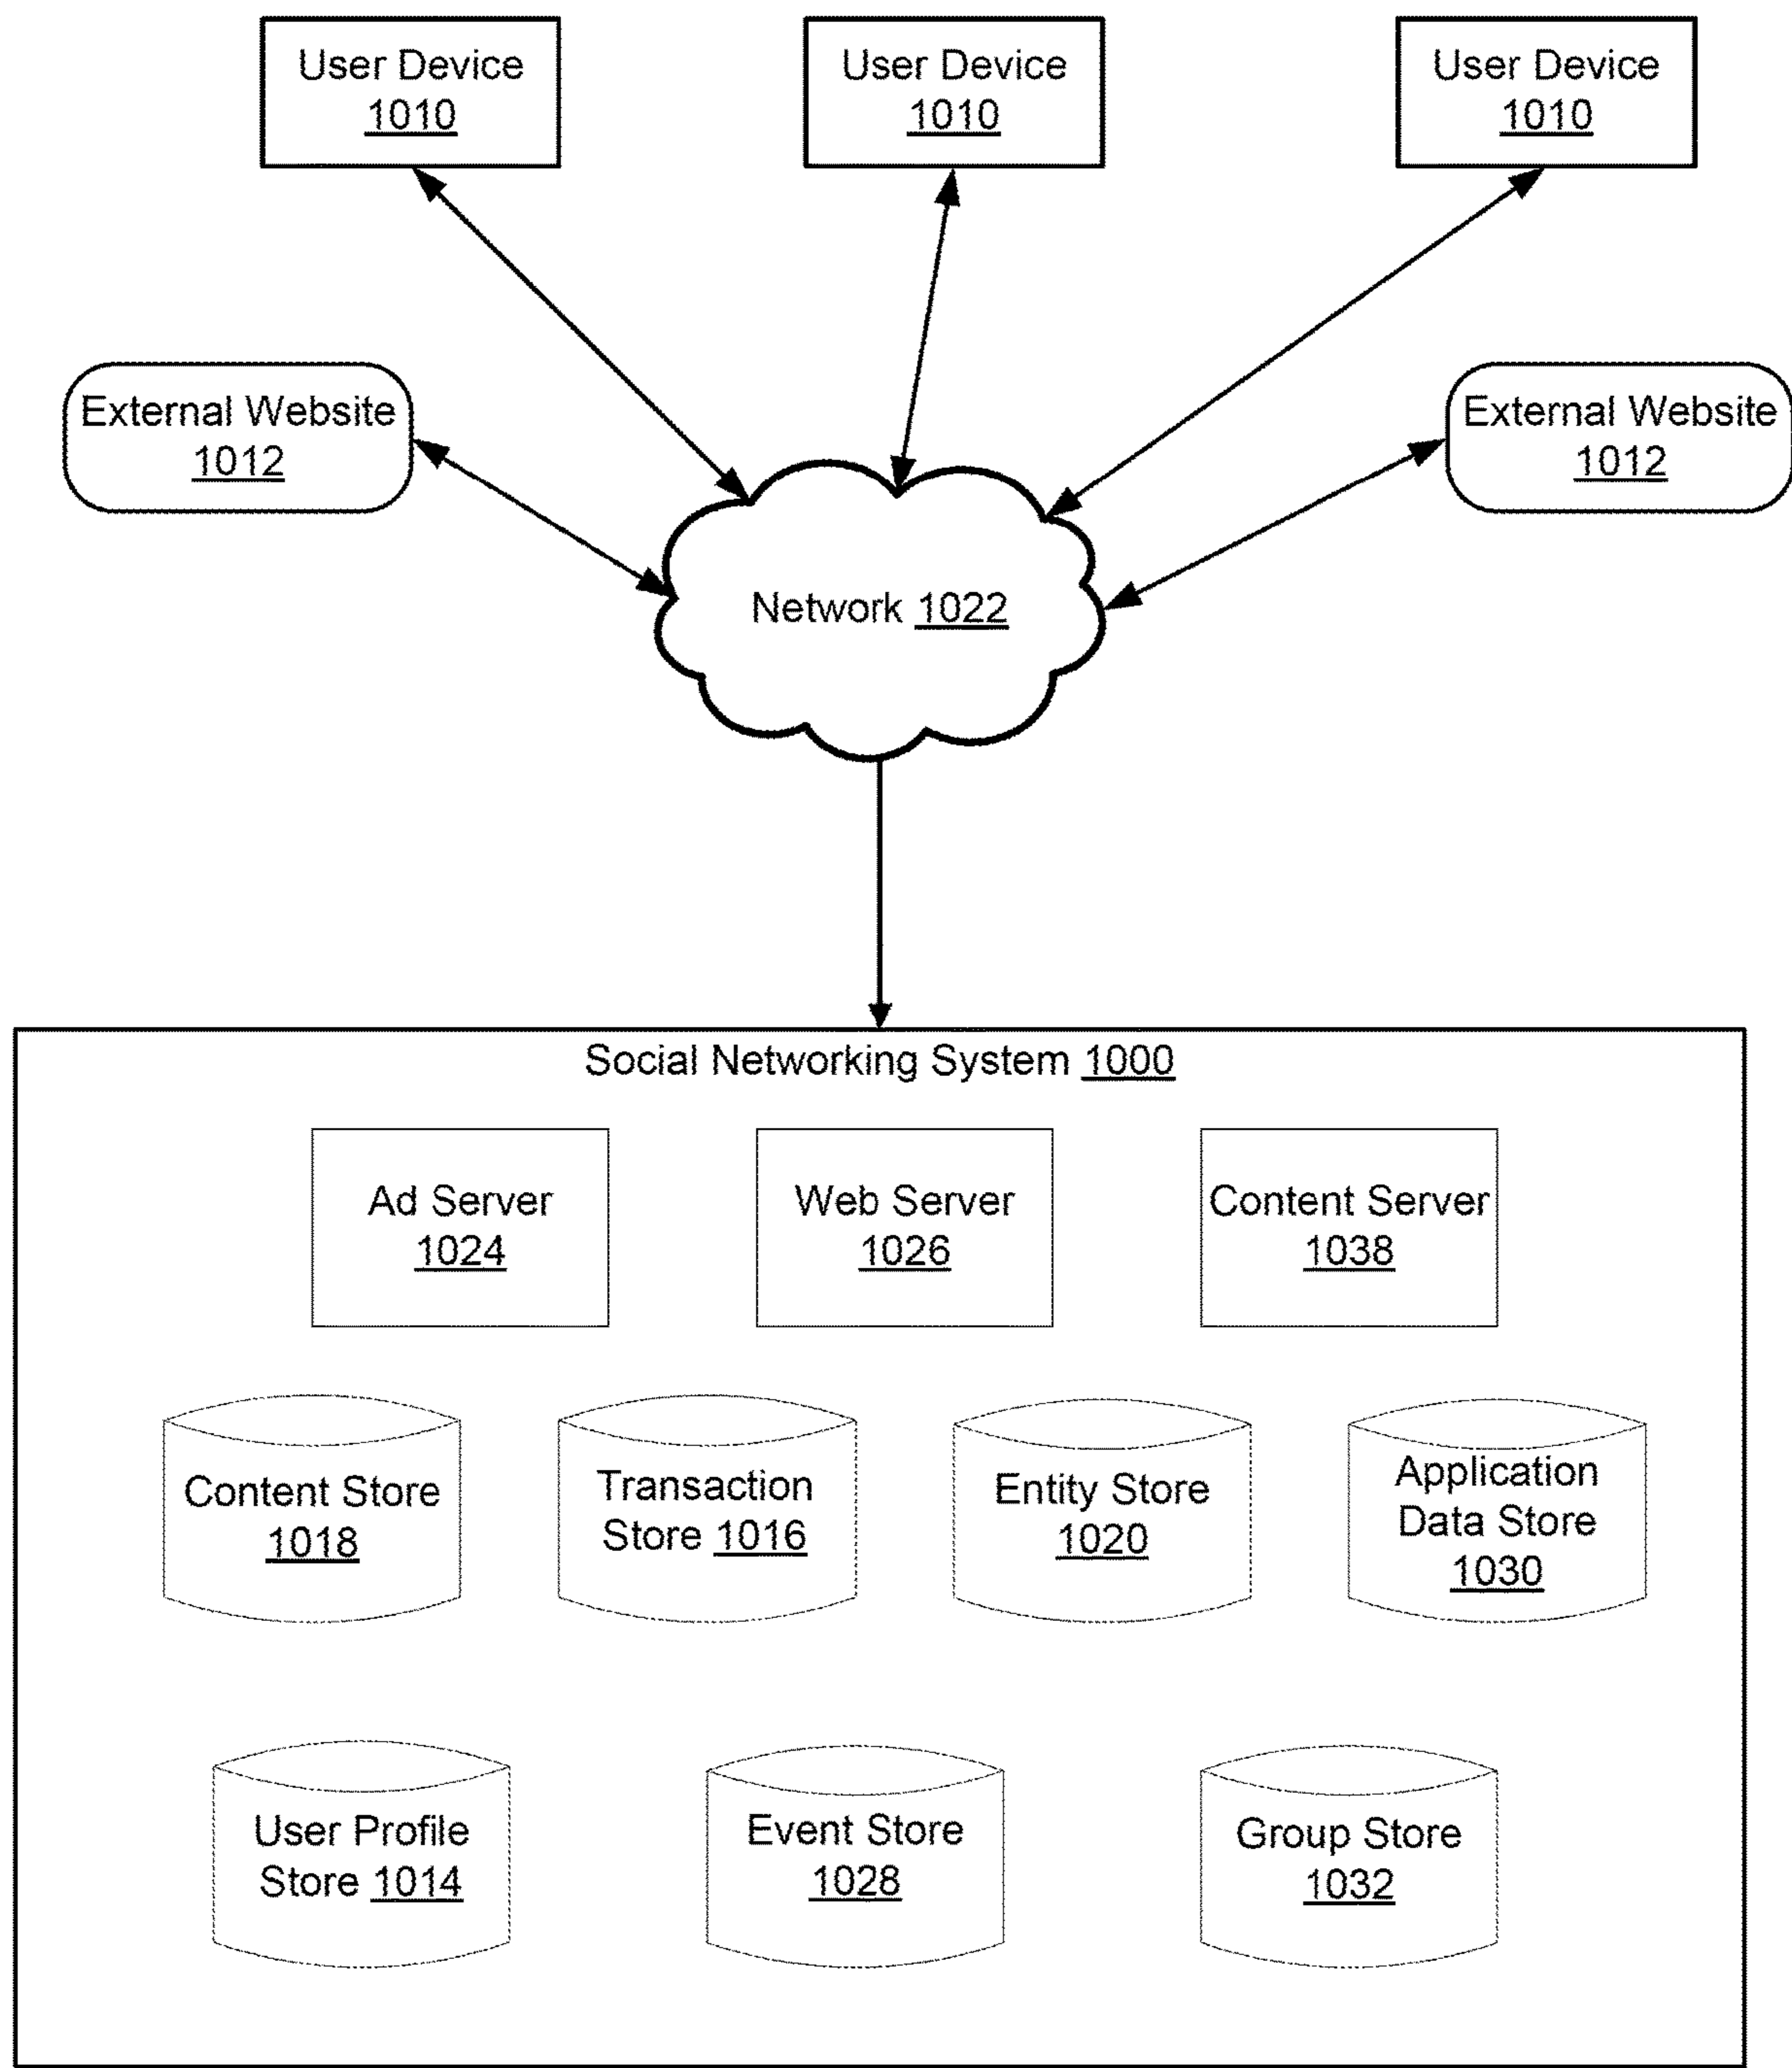 User Device
1010
User Device
1010
User Device
1010
External Website
1012
External Website
1012
Network 1022
Social Networking System 1000
Ad Server
1024
Web Server
1026
Content Server
1038
Content Store
1018
Transaction
Store 1016
Entity Store
1020
Application
Data Store
1030
User Profile
Store 1014
Event Store
1028
Group Store
1032